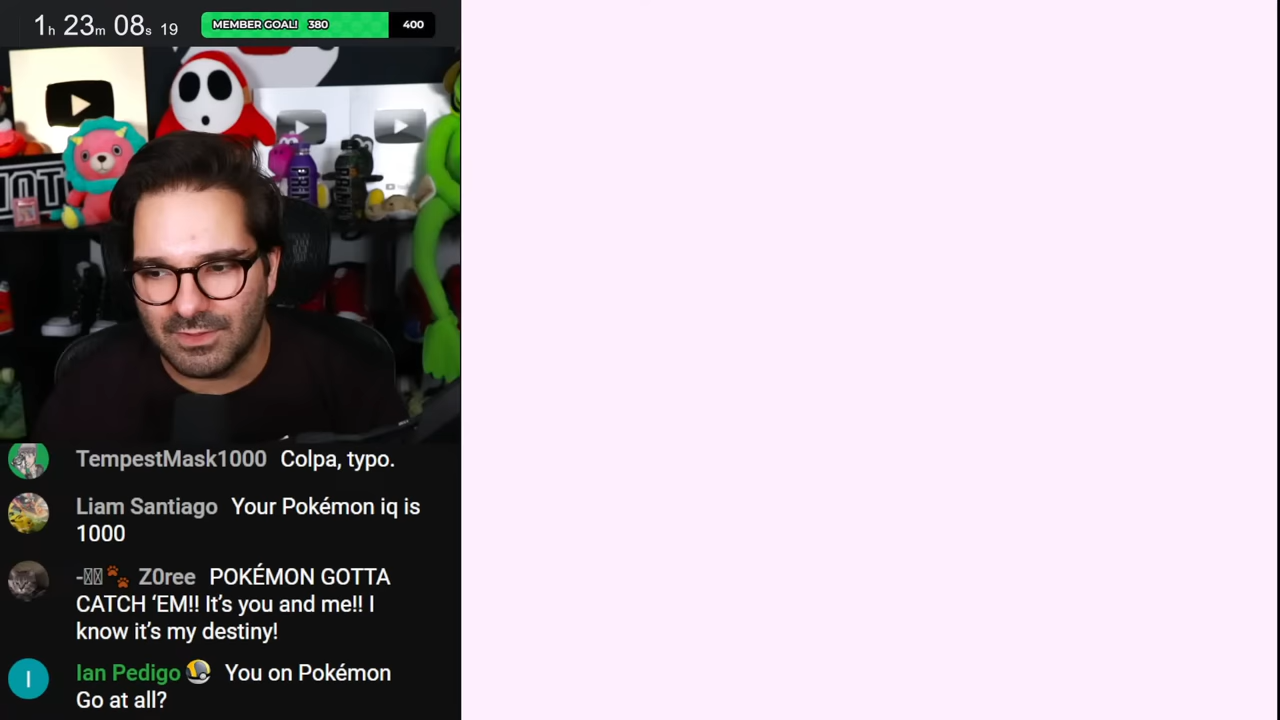 1h 23m 08s 19
MEMBER GOAL! 380 400
TempestMask1000 Colpa, typo.
Liam Santiago Your Pokémon iq is
1000
Z0ree POKÉMON GOTTA
CATCH ‘EM!! It’s you and me!! I
know it’s my destiny!
I
Ian Pedigo You on Pokémon
Go at all?